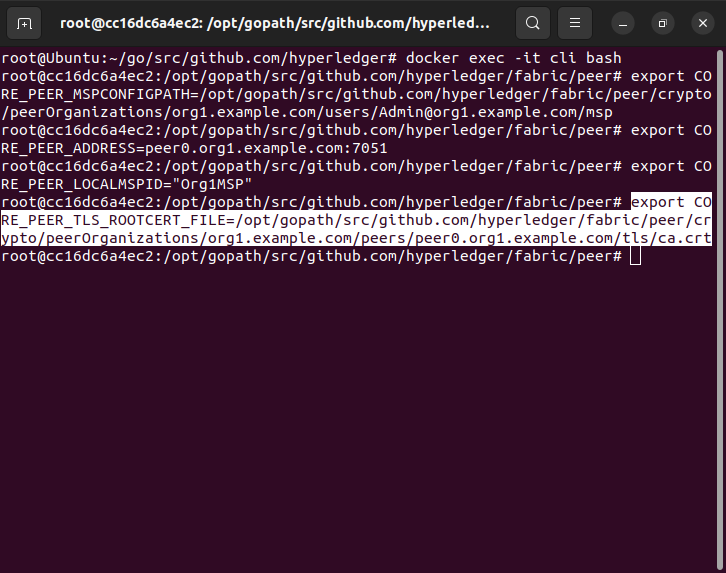 root@cc16dc6a4ec2: /opt/gopath/src/github.com/hyperled...
root@Ubuntu:~/go/src/github.com/hyperledger# docker exec -it cli bash
root@cc16dc6a4ec2:/opt/gopath/src/github.com/hyperledger/fabric/peer# export CO
RE_PEER_MSPCONFIGPATH=/opt/gopath/src/github.com/hyperledger/fabric/peer/crypto
/peerOrganizations/org1.example.com/users/Admin@org1.example.com/msp
root@cc16dc6a4ec2:/opt/gopath/src/github.com/hyperledger/fabric/peer# export CO
RE_PEER_ADDRESS=peer0.org1.example.com:7051
root@cc16dc6a4ec2:/opt/gopath/src/github.com/hyperledger/fabric/peer# export CO
RE_PEER_LOCALMSPID="Org1MSP"
root@cc16dc6a4ec2:/opt/gopath/src/github.com/hyperledger/fabric/peer# export CO
RE_PEER_TLS_ROOTCERT_FILE=/opt/gopath/src/github.com/hyperledger/fabric/peer/cr
ypto/peerOrganizations/org1.example.com/peers/peer0.org1.example.com/tls/ca.crt
root@cc16dc6a4ec2:/opt/gopath/src/github.com/hyperledger/fabric/peer#